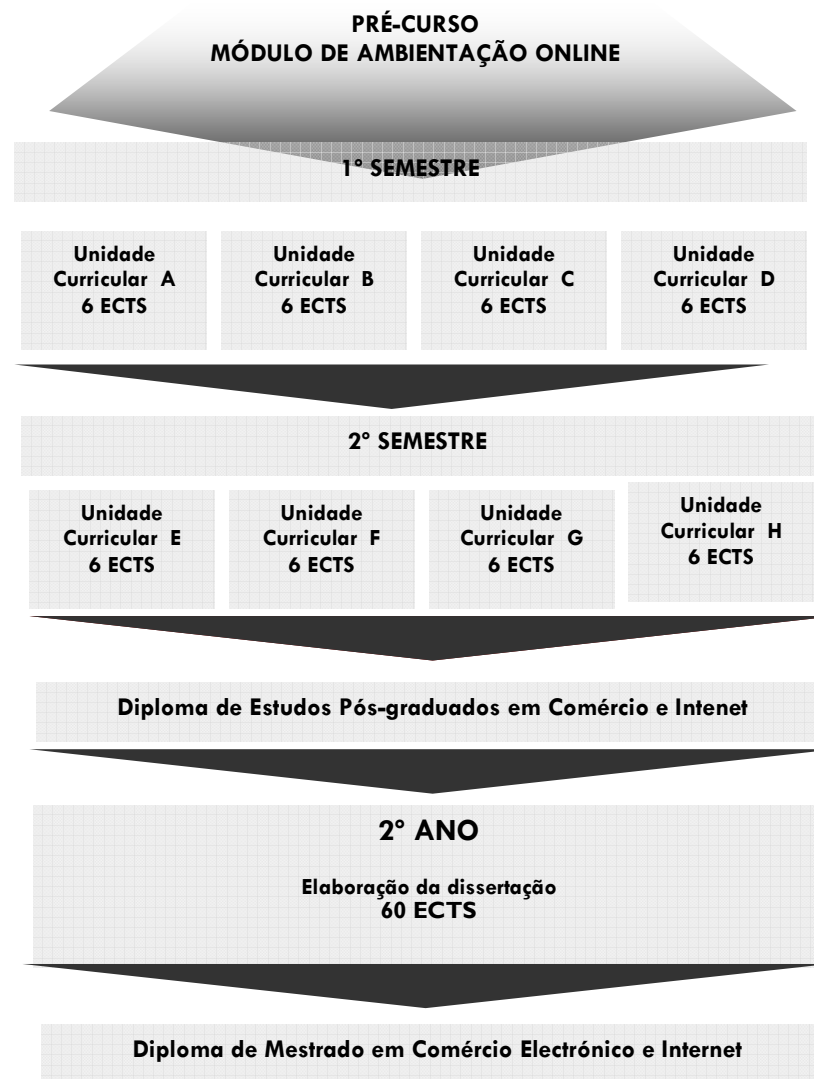 PRÉ-CURSO
MÓDULO DE AMBIENTAÇÃO ONLINE
1º SEMESTRE
Unidade
Curricular A
6 ECTS
Unidade
Curricular B
6 ECTS
Unidade
Curricular C
6 ECTS
Unidade
Curricular D
6 ECTS
2º SEMESTRE
Unidade
Curricular E
6 ECTS
Unidade
Curricular F
6 ECTS
Unidade
Curricular G
6 ECTS
Unidade
Curricular H
6 ECTS
Diploma de Estudos Pós-graduados em Comércio e Intenet
2º ANO
Elaboração da dissertação
60 ECTS
Diploma de Mestrado em Comércio Electrónico e Internet